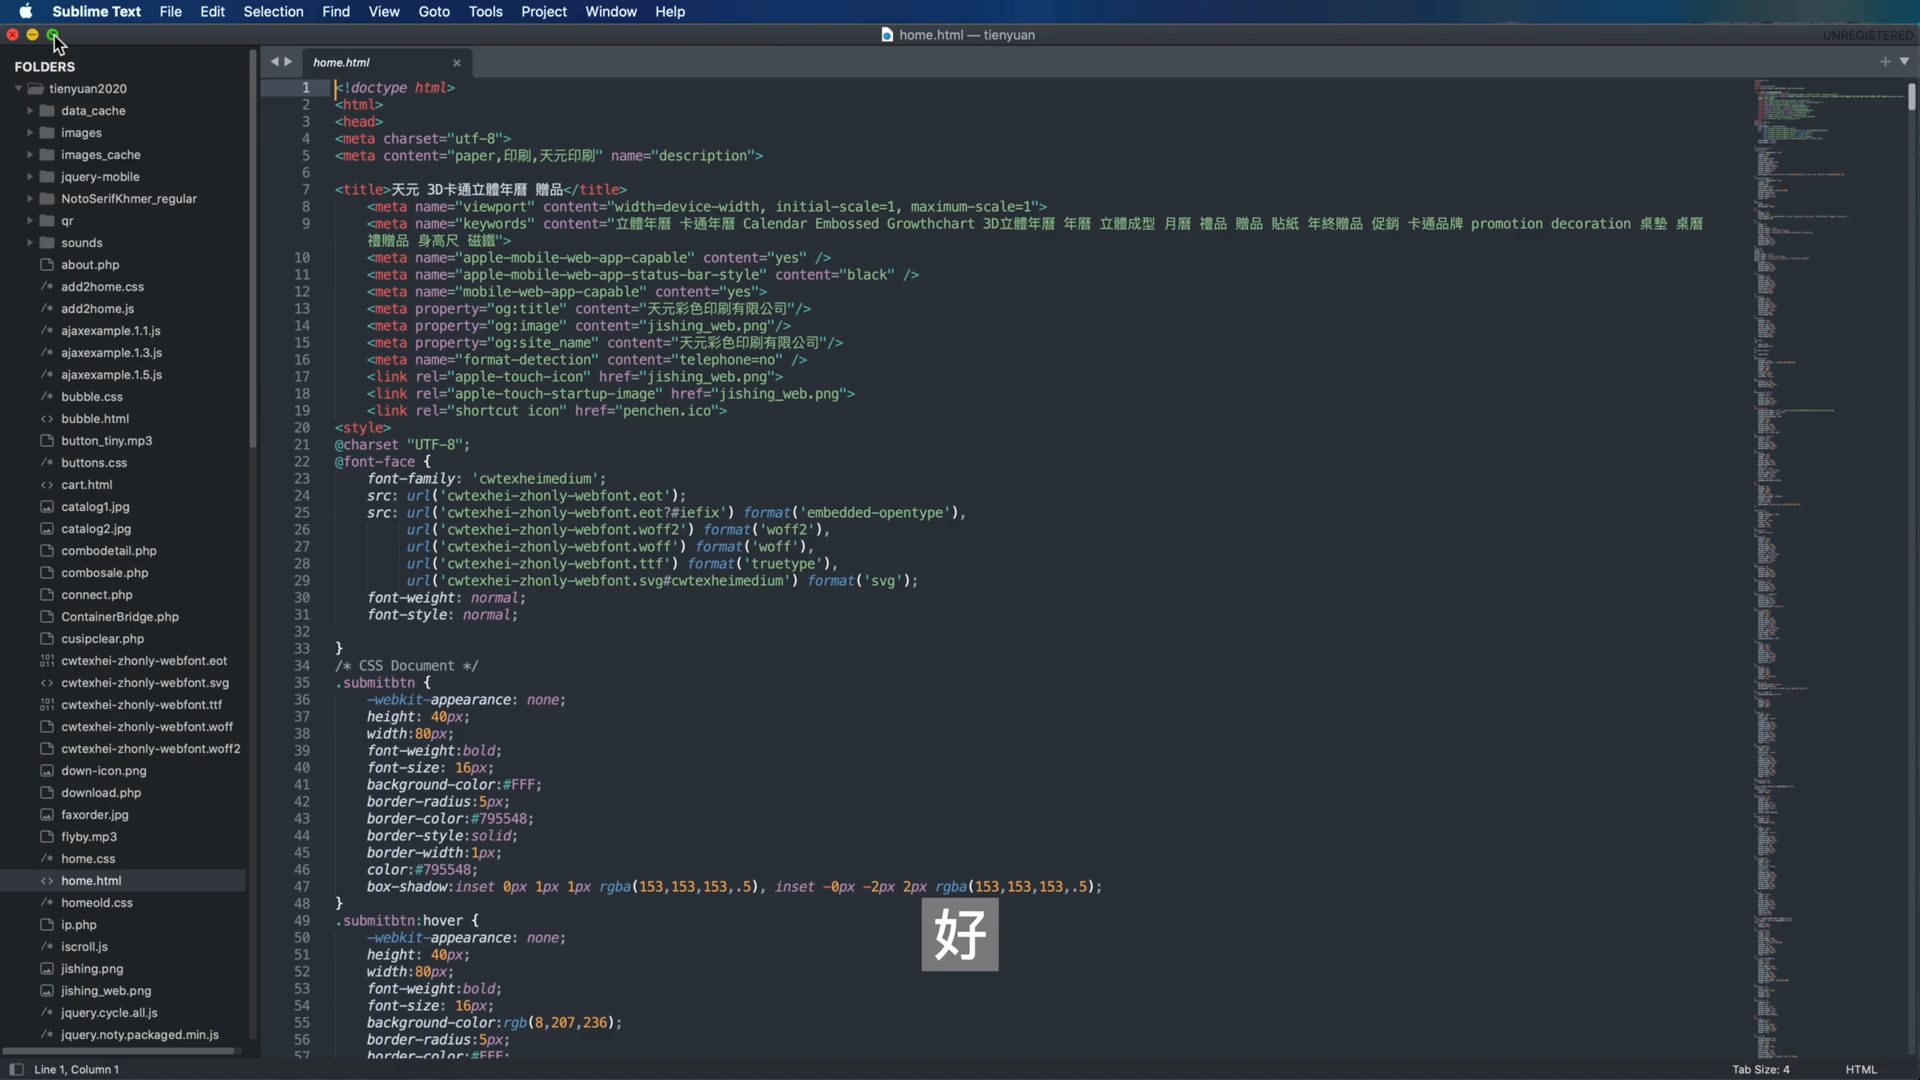 Sublime Text File Edit Selection Find View Goto Tools Project Window Help
home.html — tienyuan
UNREGISTERED
FOLDERS
tienyuan2020
data_cache
images
images_cache
jquery-mobile
NotoSerifKhmer_regular
qr
sounds
about.php
/* add2home.css
/* add2home.js
/* ajaxexample.1.1.js
/* ajaxexample.1.3.js
/* ajaxexample.1.5.js
/* bubble.css
<> bubble.html
button_tiny.mp3
/* buttons.css
<> cart.html
catalog1.jpg
catalog2.jpg
combodetail.php
combosale.php
connect.php
ContainerBridge.php
cusipclear.php
cwtexhei-zhonly-webfont.eot
<> cwtexhei-zhonly-webfont.svg
cwtexhei-zhonly-webfont.ttf
cwtexhei-zhonly-webfont.woff
cwtexhei-zhonly-webfont.woff2
down-icon.png
download.php
faxorder.jpg
flyby.mp3
/* home.css
<> home.html
/* homeold.css
ip.php
/* iscroll.js
jishing.png
jishing_web.png
/* jquery.cycle.all.js
/* jquery.noty.packaged.min.js
home.html ×
1 <!doctype html>
2 <html>
3 <head>
4 <meta charset="utf-8">
5 <meta content="paper,印刷,天元印刷" name="description">
6
7 <title>天元 3D卡通立體年曆 贈品</title>
8 <meta name="viewport" content="width=device-width, initial-scale=1, maximum-scale=1">
9 <meta name="keywords" content="立體年曆 卡通年曆 Calendar Embossed Growthchart 3D立體年曆 年曆 立體成型 月曆 禮品 贈品 貼紙 年終贈品 促銷 卡通品牌 promotion decoration 桌墊 桌曆
禮贈品 身高尺 磁鐵">
10 <meta name="apple-mobile-web-app-capable" content="yes" />
11 <meta name="apple-mobile-web-app-status-bar-style" content="black" />
12 <meta name="mobile-web-app-capable" content="yes">
13 <meta property="og:title" content="天元彩色印刷有限公司"/>
14 <meta property="og:image" content="jishing_web.png"/>
15 <meta property="og:site_name" content="天元彩色印刷有限公司"/>
16 <meta name="format-detection" content="telephone=no" />
17 <link rel="apple-touch-icon" href="jishing_web.png">
18 <link rel="apple-touch-startup-image" href="jishing_web.png">
19 <link rel="shortcut icon" href="penchen.ico">
20 <style>
21 @charset "UTF-8";
22 @font-face {
23 font-family: 'cwtexheimedium';
24 src: url('cwtexhei-zhonly-webfont.eot');
25 src: url('cwtexhei-zhonly-webfont.eot?#iefix') format('embedded-opentype'),
26 url('cwtexhei-zhonly-webfont.woff2') format('woff2'),
27 url('cwtexhei-zhonly-webfont.woff') format('woff'),
28 url('cwtexhei-zhonly-webfont.ttf') format('truetype'),
29 url('cwtexhei-zhonly-webfont.svg#cwtexheimedium') format('svg');
30 font-weight: normal;
31 font-style: normal;
32
33 }
34 /* CSS Document */
35 .submitbtn {
36 -webkit-appearance: none;
37 height: 40px;
38 width:80px;
39 font-weight:bold;
40 font-size: 16px;
41 background-color:#FFF;
42 border-radius:5px;
43 border-color:#795548;
44 border-style:solid;
45 border-width:1px;
46 color:#795548;
47 box-shadow:inset 0px 1px 1px rgba(153,153,153,.5), inset -0px -2px 2px rgba(153,153,153,.5);
48 }
49 .submitbtn:hover {
50 -webkit-appearance: none;
51 height: 40px;
52 width:80px;
53 font-weight:bold;
54 font-size: 16px;
55 background-color:rgb(8,207,236);
56 border-radius:5px;
57 border-color:#FFF;
好
Line 1, Column 1
Tab Size: 4 HTML